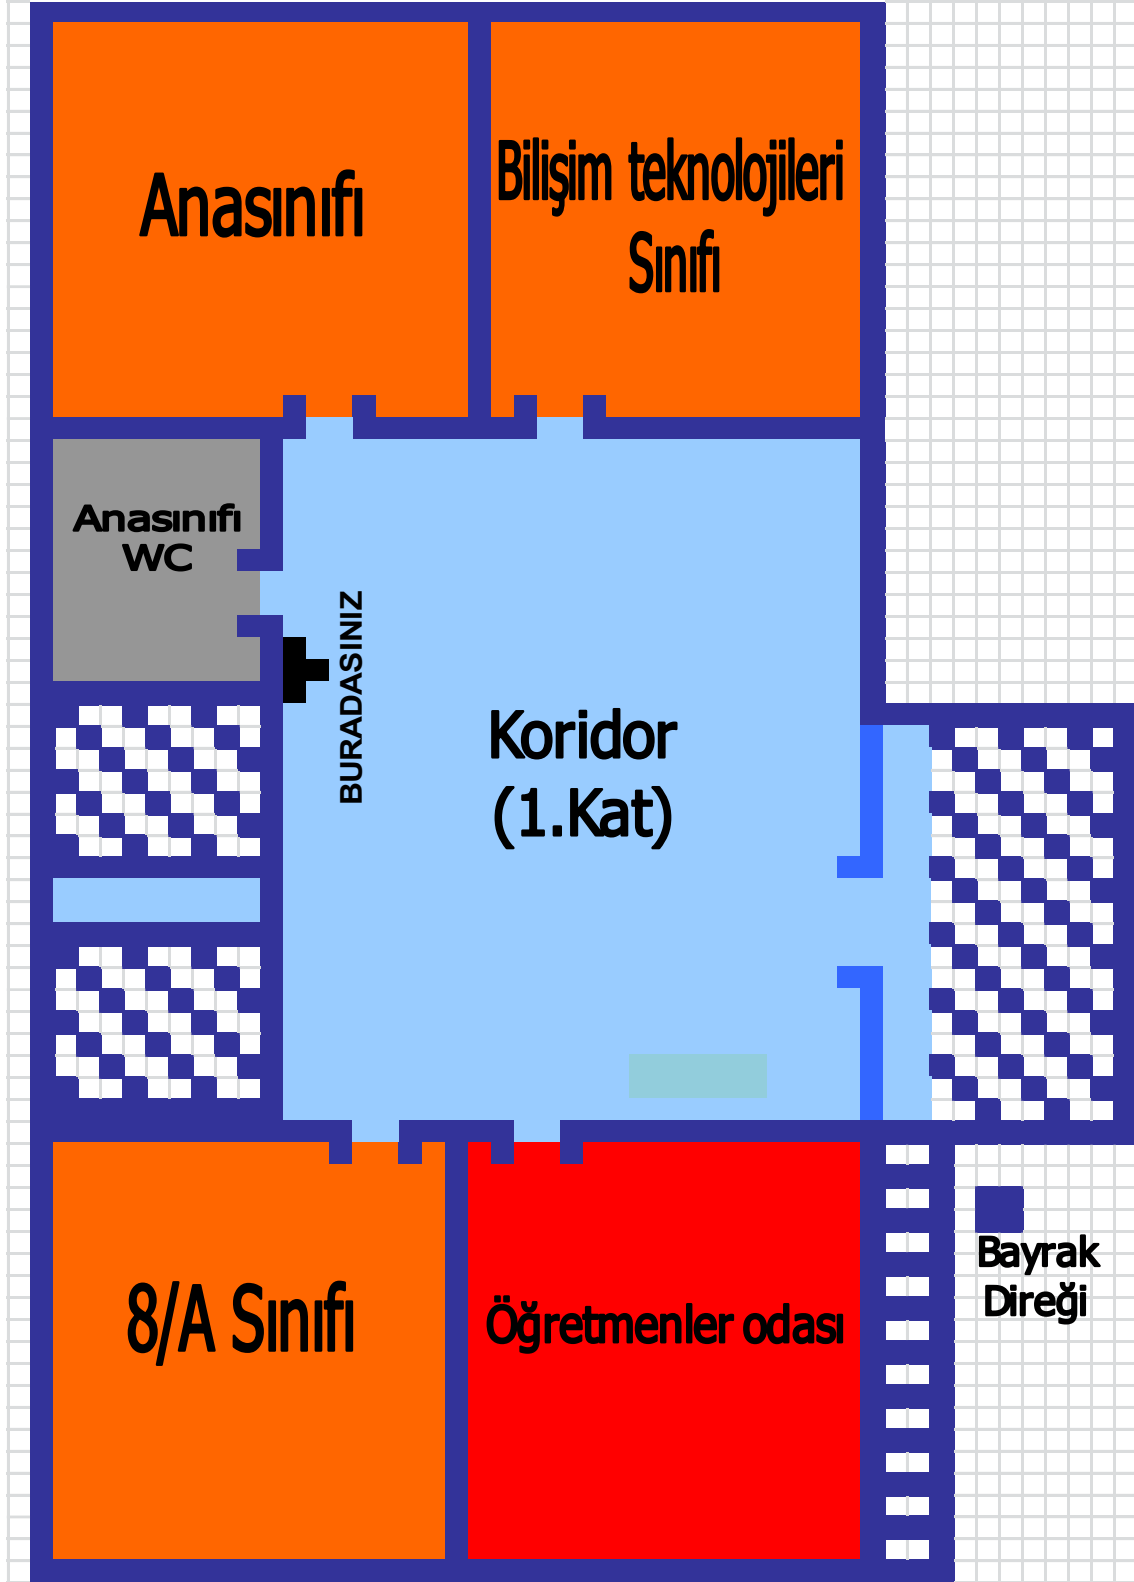 Anasınıfı
Bilişim teknolojileri
Sınıfı
Anasınıfı
WC
BURADASINIZ
Koridor
(1.Kat)
8/A Sınıfı
Öğretmenler odası
Bayrak
Direği